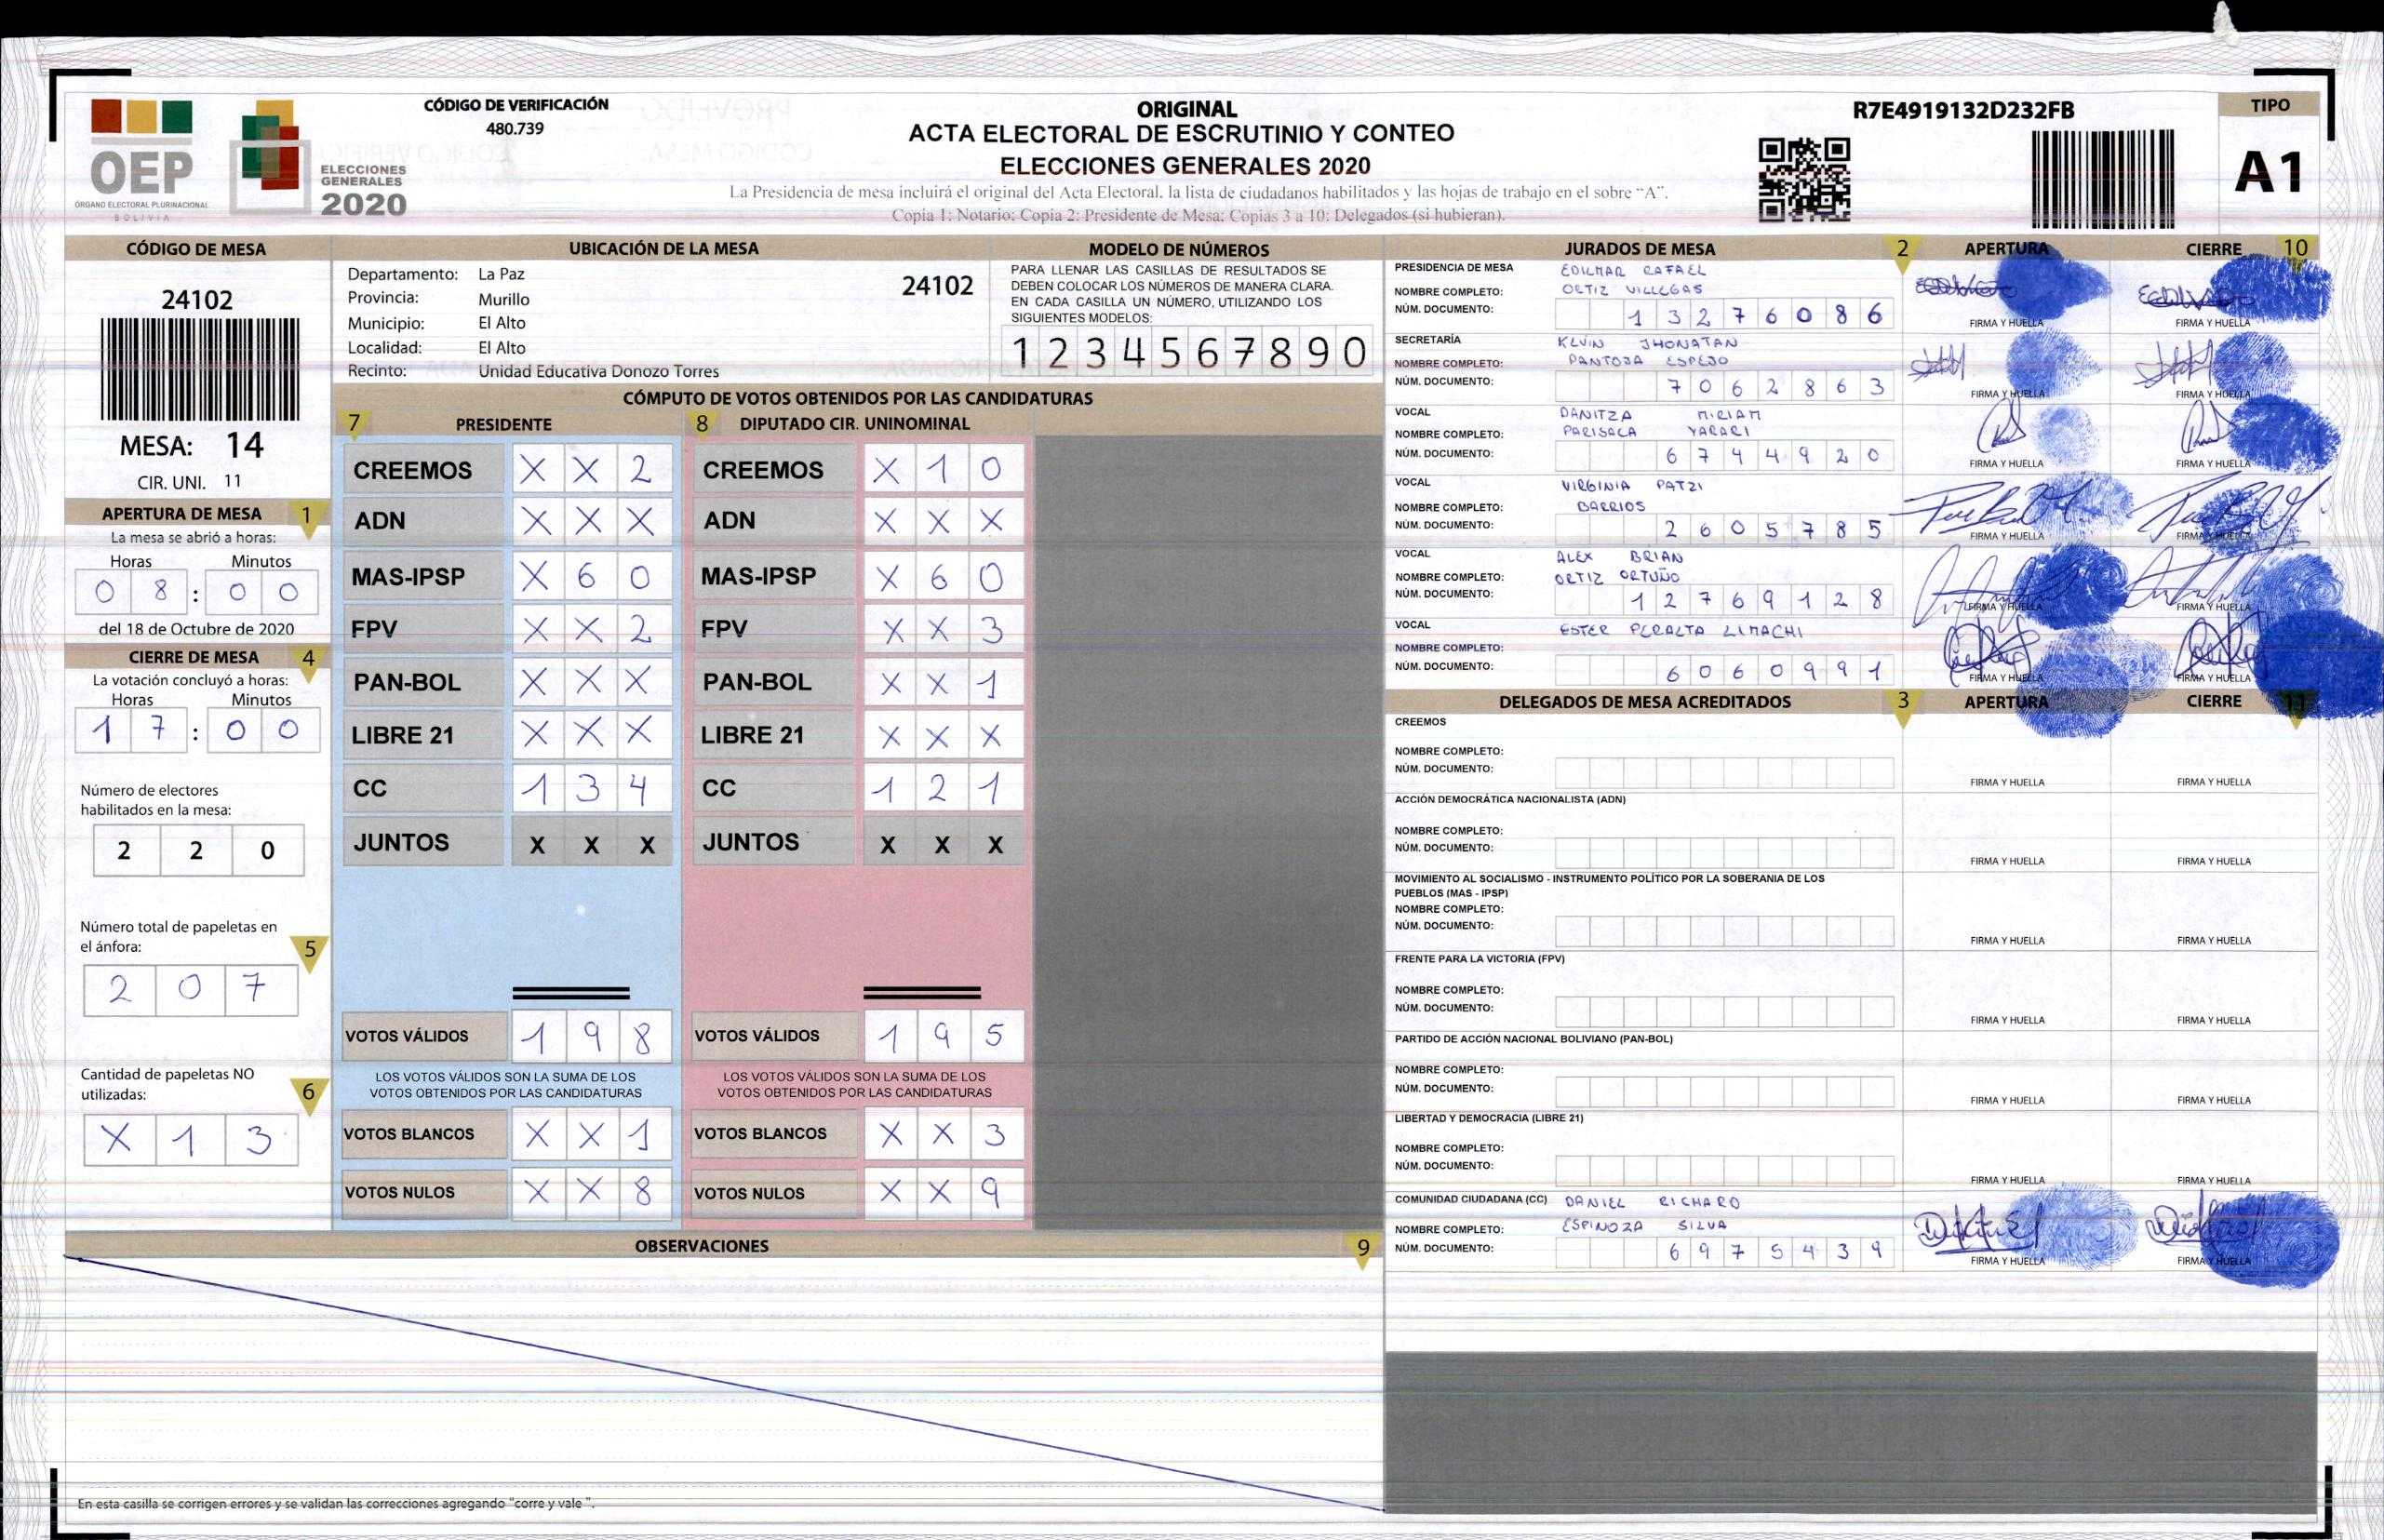 OEP
ÓRGANO ELECTORAL PLURINACIONAL
BOLIVIA
ELECCIONES
GENERALES
2020
CÓDIGO DE VERIFICACIÓN
480.739
ORIGINAL
ACTA ELECTORAL DE ESCRUTINIO Y CONTEO
ELECCIONES GENERALES 2020
La Presidencia de mesa incluirá el original del Acta Electoral, la lista de ciudadanos habilitados y las hojas de trabajo en el sobre “A”.
Copia 1: Notario; Copia 2: Presidente de Mesa; Copias 3 a 10: Delegados (si hubieran).
R7E4919132D232FB
TIPO
A1
CÓDIGO DE MESA
24102
MESA: 14
CIR. UNI. 11
APERTURA DE MESA 1
La mesa se abrió a horas:
Horas Minutos
0 8 : 0 0
del 18 de Octubre de 2020
CIERRE DE MESA 4
La votación concluyó a horas:
Horas Minutos
1 7 : 0 0
Número de electores
habilitados en la mesa:
2 2 0
Número total de papeletas en
el ánfora: 5
2 0 7
Cantidad de papeletas NO
utilizadas: 6
X 1 3
UBICACIÓN DE LA MESA
Departamento: La Paz 24102
Provincia: Murillo
Municipio: El Alto
Localidad: El Alto
Recinto: Unidad Educativa Donozo Torres
MODELO DE NÚMEROS
PARA LLENAR LAS CASILLAS DE RESULTADOS SE
DEBEN COLOCAR LOS NÚMEROS DE MANERA CLARA.
EN CADA CASILLA UN NÚMERO, UTILIZANDO LOS
SIGUIENTES MODELOS:
1 2 3 4 5 6 7 8 9 0
CÓMPUTO DE VOTOS OBTENIDOS POR LAS CANDIDATURAS
7 PRESIDENTE
CREEMOS X X 2
ADN X X X
MAS-IPSP X 6 0
FPV X X 2
PAN-BOL X X X
LIBRE 21 X X X
CC 1 3 4
JUNTOS X X X
VOTOS VÁLIDOS 1 9 8
LOS VOTOS VÁLIDOS SON LA SUMA DE LOS
VOTOS OBTENIDOS POR LAS CANDIDATURAS
VOTOS BLANCOS X X 1
VOTOS NULOS X X 8
8 DIPUTADO CIR. UNINOMINAL
CREEMOS X 1 0
ADN X X X
MAS-IPSP X 6 0
FPV X X 3
PAN-BOL X X 1
LIBRE 21 X X X
CC 1 2 1
JUNTOS X X X
VOTOS VÁLIDOS 1 9 5
LOS VOTOS VÁLIDOS SON LA SUMA DE LOS
VOTOS OBTENIDOS POR LAS CANDIDATURAS
VOTOS BLANCOS X X 3
VOTOS NULOS X X 9
OBSERVACIONES 9
En esta casilla se corrigen errores y se validan las correcciones agregando "corre y vale ".
JURADOS DE MESA 2 APERTURA CIERRE 10
PRESIDENCIA DE MESA EDILMAR RAFAEL
NOMBRE COMPLETO: ORTIZ VILLEGAS
NÚM. DOCUMENTO: 1 3 2 7 6 0 8 6
FIRMA Y HUELLA FIRMA Y HUELLA
SECRETARÍA KEVIN JHONATAN
NOMBRE COMPLETO: PANTOJA ESPEJO
NÚM. DOCUMENTO: 7 0 6 2 8 6 3
FIRMA Y HUELLA FIRMA Y HUELLA
VOCAL DANITZA MIRIAM
NOMBRE COMPLETO: PARISACA YARARI
NÚM. DOCUMENTO: 6 7 4 4 9 2 0
FIRMA Y HUELLA FIRMA Y HUELLA
VOCAL VIRGINIA PATZI
NOMBRE COMPLETO: BARRIOS
NÚM. DOCUMENTO: 2 6 0 5 7 8 5
FIRMA Y HUELLA FIRMA Y HUELLA
VOCAL ALEX BRIAN
NOMBRE COMPLETO: ORTIZ ORTUÑO
NÚM. DOCUMENTO: 1 2 7 6 9 1 2 8
FIRMA Y HUELLA FIRMA Y HUELLA
VOCAL ESTER PERALTA LIMACHI
NOMBRE COMPLETO:
NÚM. DOCUMENTO: 6 0 6 0 9 9 1
FIRMA Y HUELLA FIRMA Y HUELLA
DELEGADOS DE MESA ACREDITADOS 3 APERTURA CIERRE 11
CREEMOS
NOMBRE COMPLETO:
NÚM. DOCUMENTO:
FIRMA Y HUELLA FIRMA Y HUELLA
ACCIÓN DEMOCRÁTICA NACIONALISTA (ADN)
NOMBRE COMPLETO:
NÚM. DOCUMENTO:
FIRMA Y HUELLA FIRMA Y HUELLA
MOVIMIENTO AL SOCIALISMO - INSTRUMENTO POLÍTICO POR LA SOBERANIA DE LOS
PUEBLOS (MAS - IPSP)
NOMBRE COMPLETO:
NÚM. DOCUMENTO:
FIRMA Y HUELLA FIRMA Y HUELLA
FRENTE PARA LA VICTORIA (FPV)
NOMBRE COMPLETO:
NÚM. DOCUMENTO:
FIRMA Y HUELLA FIRMA Y HUELLA
PARTIDO DE ACCIÓN NACIONAL BOLIVIANO (PAN-BOL)
NOMBRE COMPLETO:
NÚM. DOCUMENTO:
FIRMA Y HUELLA FIRMA Y HUELLA
LIBERTAD Y DEMOCRACIA (LIBRE 21)
NOMBRE COMPLETO:
NÚM. DOCUMENTO:
FIRMA Y HUELLA FIRMA Y HUELLA
COMUNIDAD CIUDADANA (CC) DANIEL RICHARD
NOMBRE COMPLETO: ESPINOZA SILVA
NÚM. DOCUMENTO: 6 9 7 5 4 3 9
FIRMA Y HUELLA FIRMA Y HUELLA